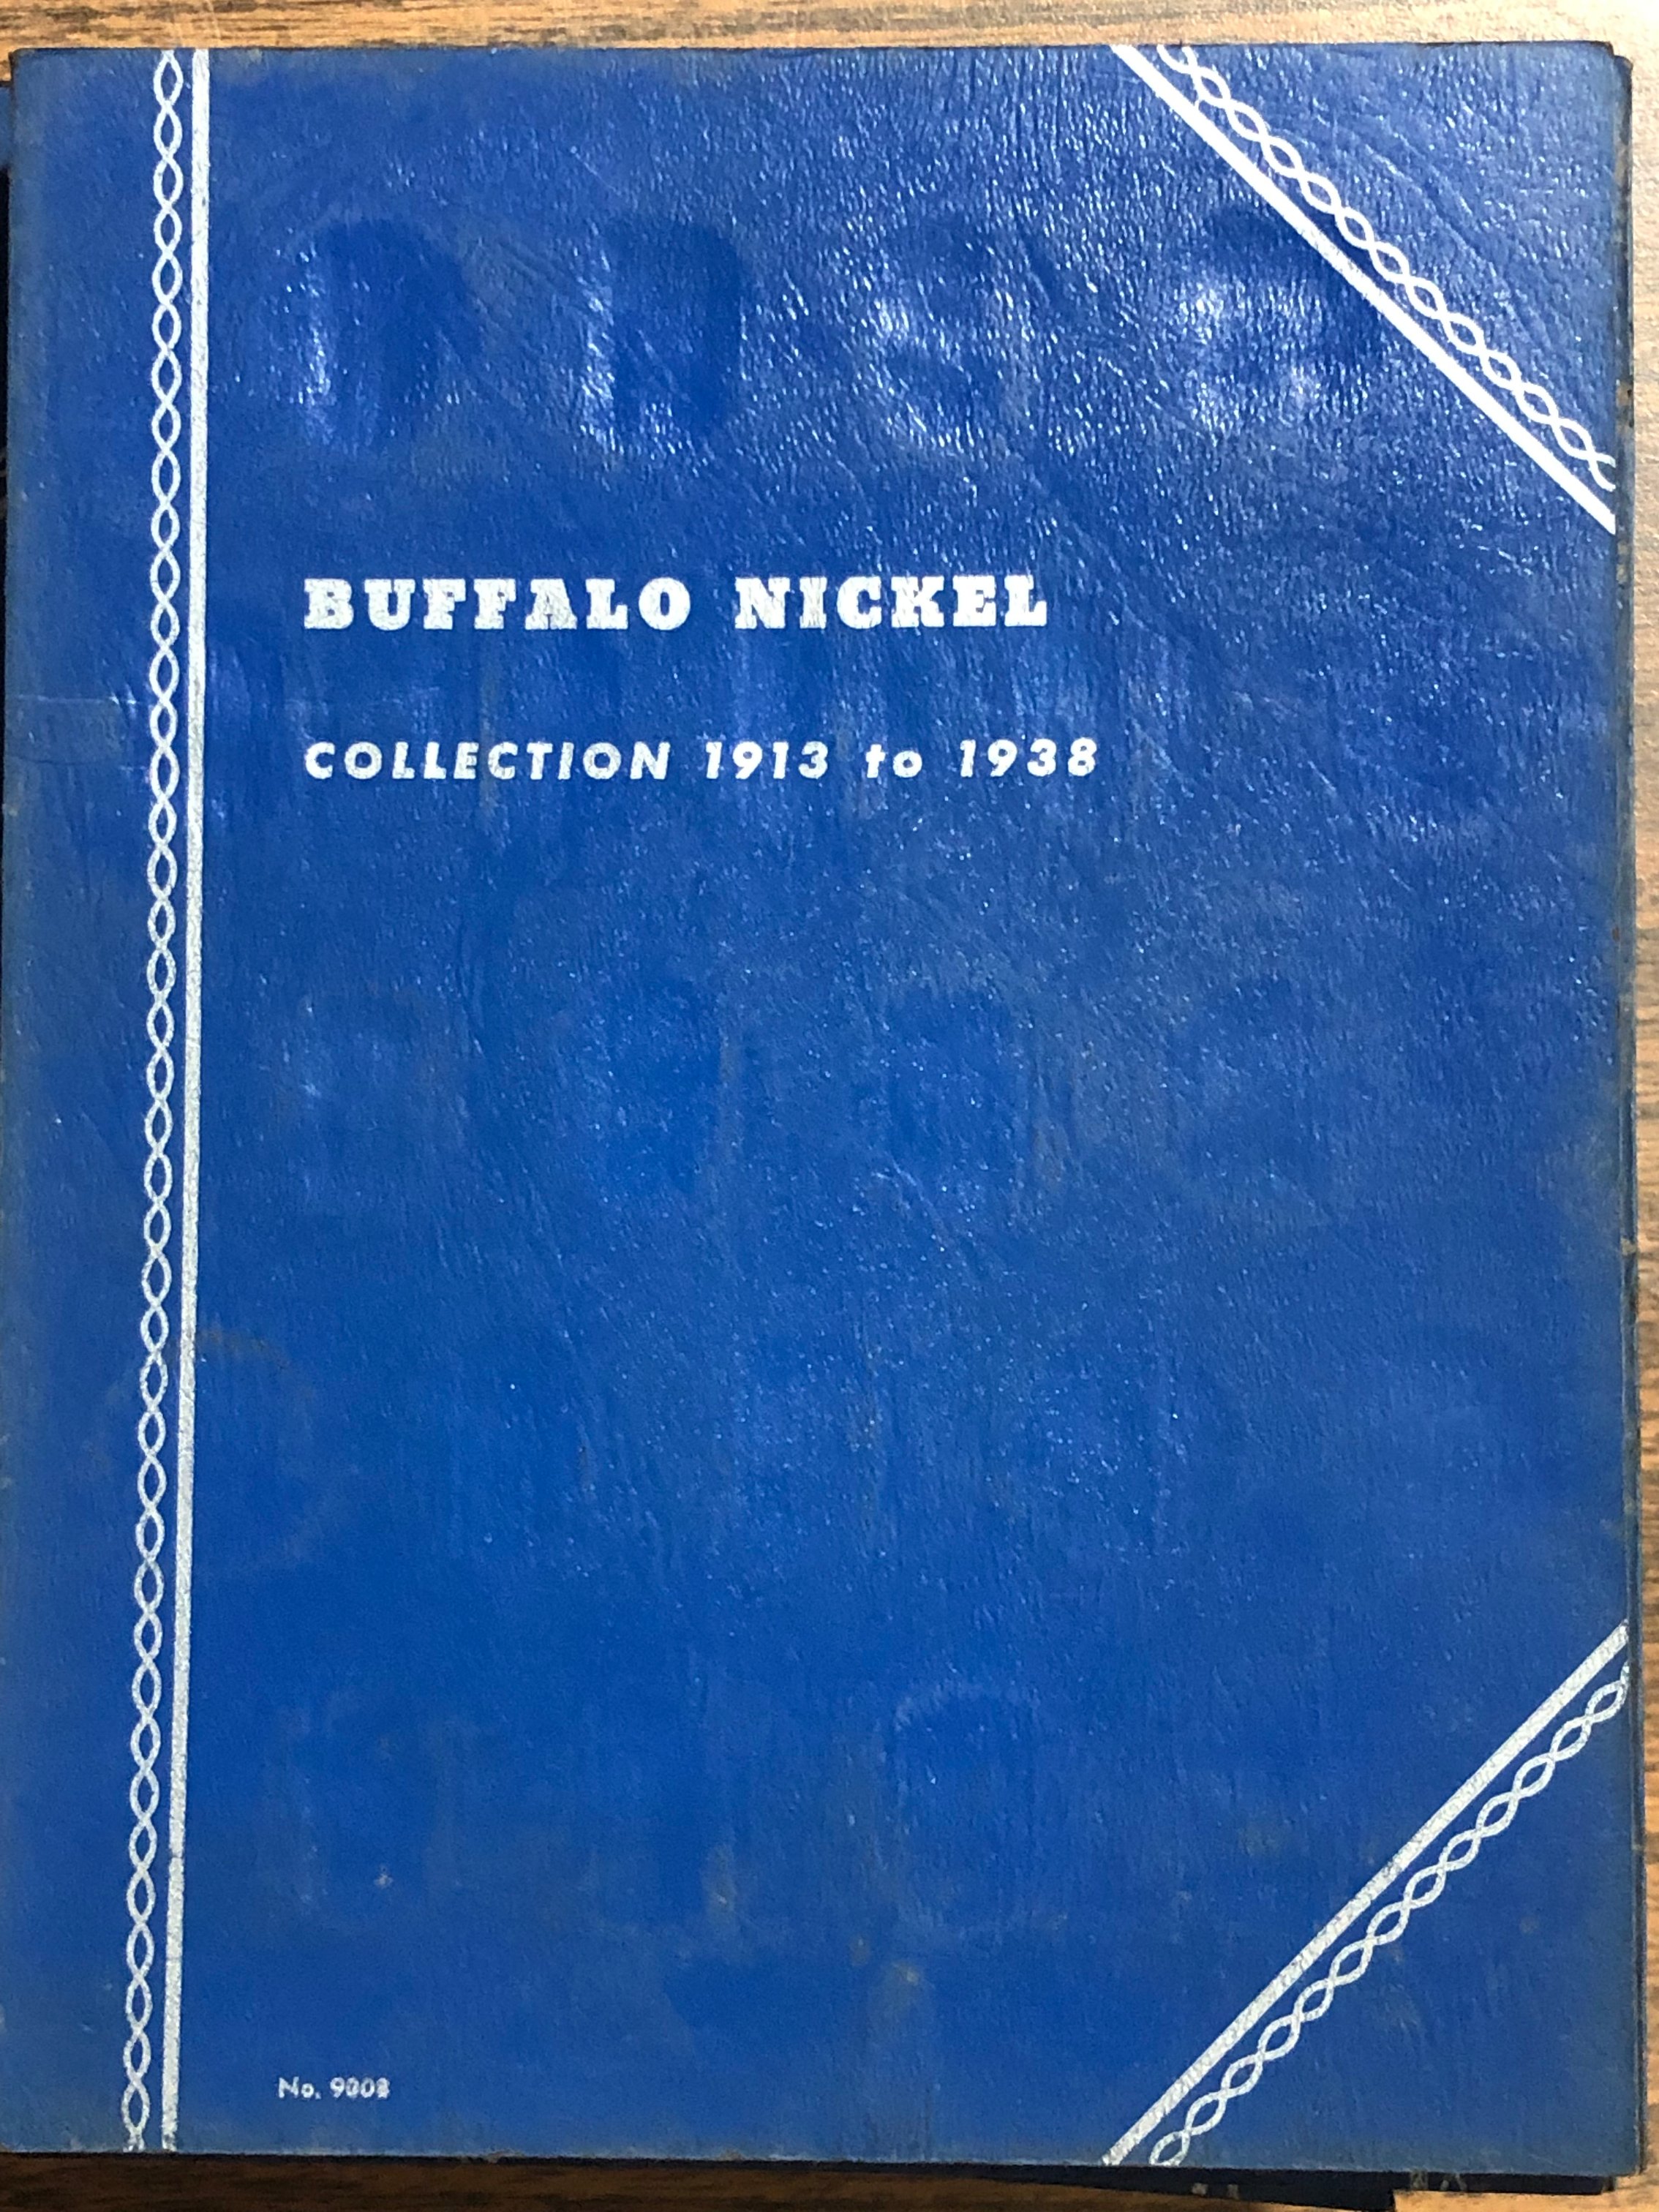 BUFFALO NICKEL
COLLECTION 1913 to 1938
No. 9008